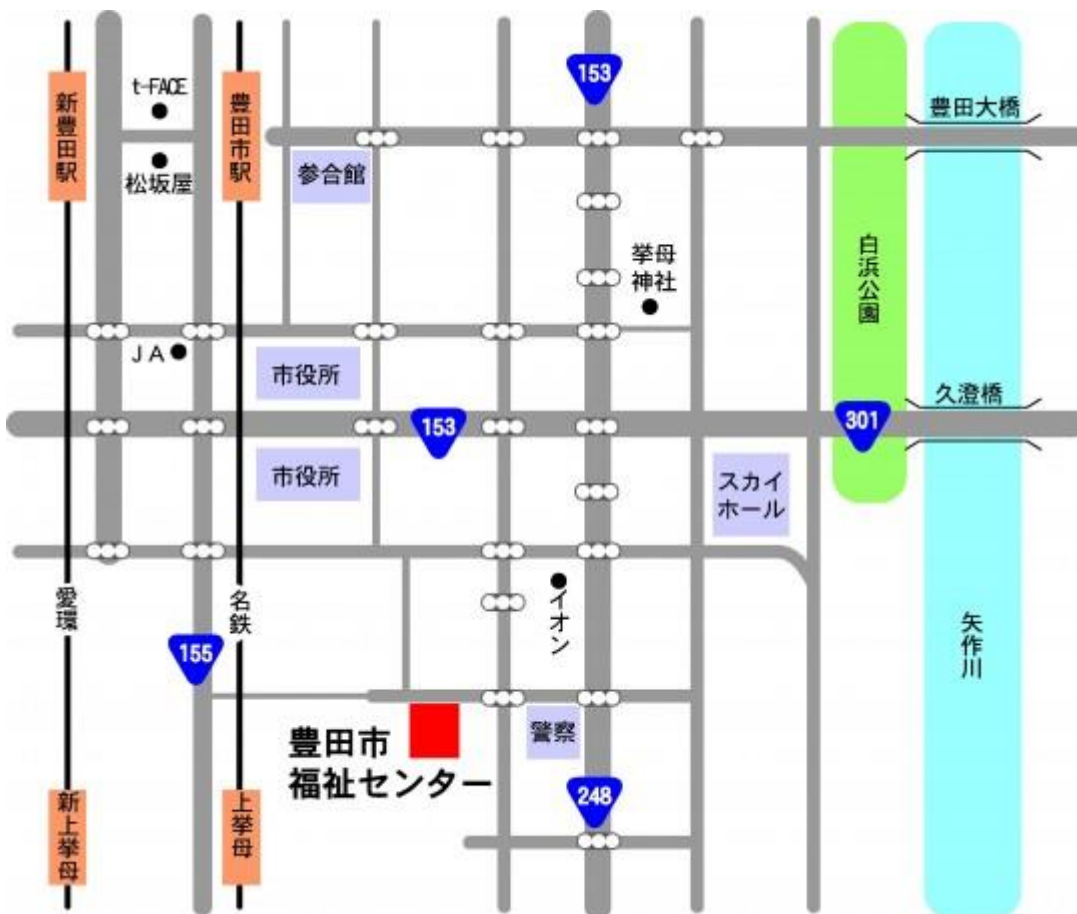 153
t-FACE
新豊田駅
豊田市駅
豊田大橋
松坂屋
参合館
挙母
神社
白浜公園
JA
市役所
久澄橋
153
301
市役所
スカイ
ホール
愛環
名鉄
イオン
155
矢作川
豊田市
福祉センター
警察
248
新上挙母
上挙母